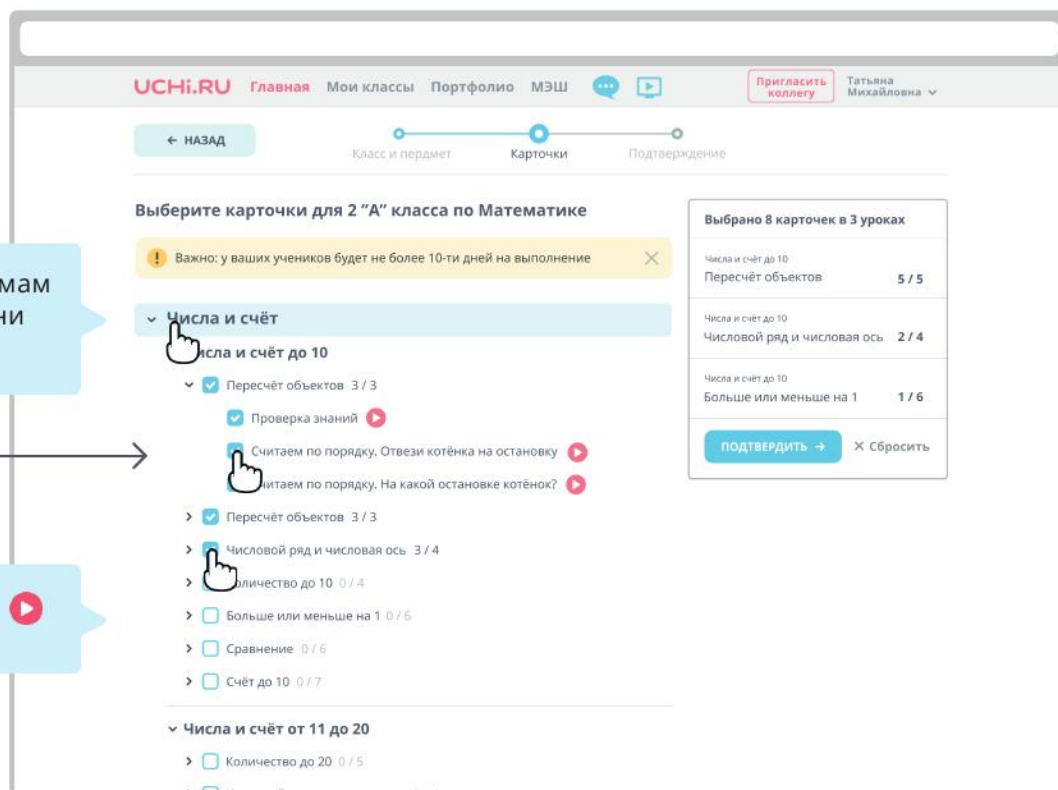 UCHi.RU Главная Мои классы Портфолио МЭШ
Пригласить
коллегу
Татьяна
Михайловна
← НАЗАД
Класс и пердмет Карточки Подтверждение
Выберите карточки для 2 “А” класса по Математике
Важно: у ваших учеников будет не более 10-ти дней на выполнение
Числа и счёт
и счёт до 10
Пересчёт объектов 3 / 3
Проверка знаний
Считаем по порядку. Отвези котёнка на остановку
по порядку. На какой остановке котёнок?
Пересчёт объектов 3 / 3
Числовой ряд и числовая ось 3 / 4
до 10 0 / 4
Больше или меньше на 1 0 / 6
Сравнение 0 / 6
Счёт до 10 0 / 7
Числа и счёт от 11 до 20
Количество до 20 0 / 5
Выбрано 8 карточек в 3 уроках
Числа и счёт до 10
Пересчёт объектов 5 / 5
Числа и счёт до 10
Числовой ряд и числовая ось 2 / 4
Числа и счёт до 10
Больше или меньше на 1 1 / 6
ПОДТВЕРДИТЬ → × Сбросить